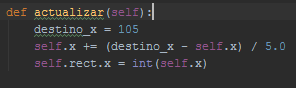 def actualizar(self):
destino_x = 105
self.x += (destino_x - self.x) / 5.0
self.rect.x = int(self.x)